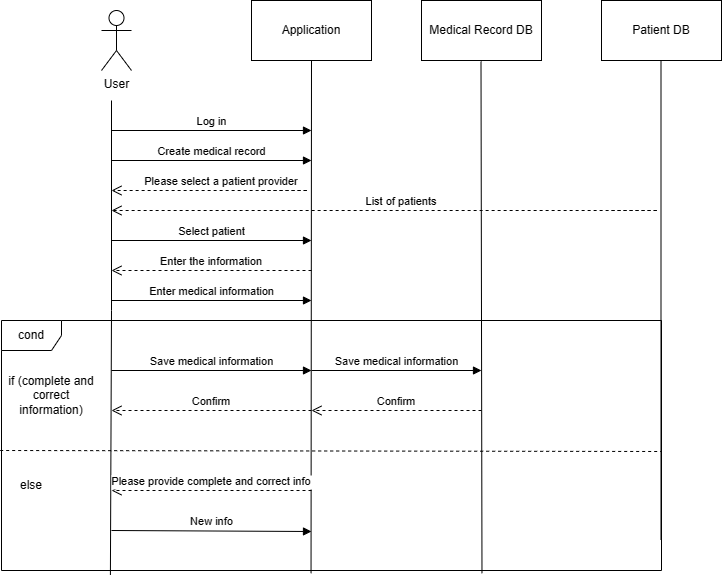 Application
Medical Record DB
Patient DB
User
Log in
Create medical record
Please select a patient provider
List of patients
Select patient
Enter the information
Enter medical information
cond
Save medical information
Save medical information
if (complete and
correct
information)
Confirm
Confirm
else
Please provide complete and correct info
New info